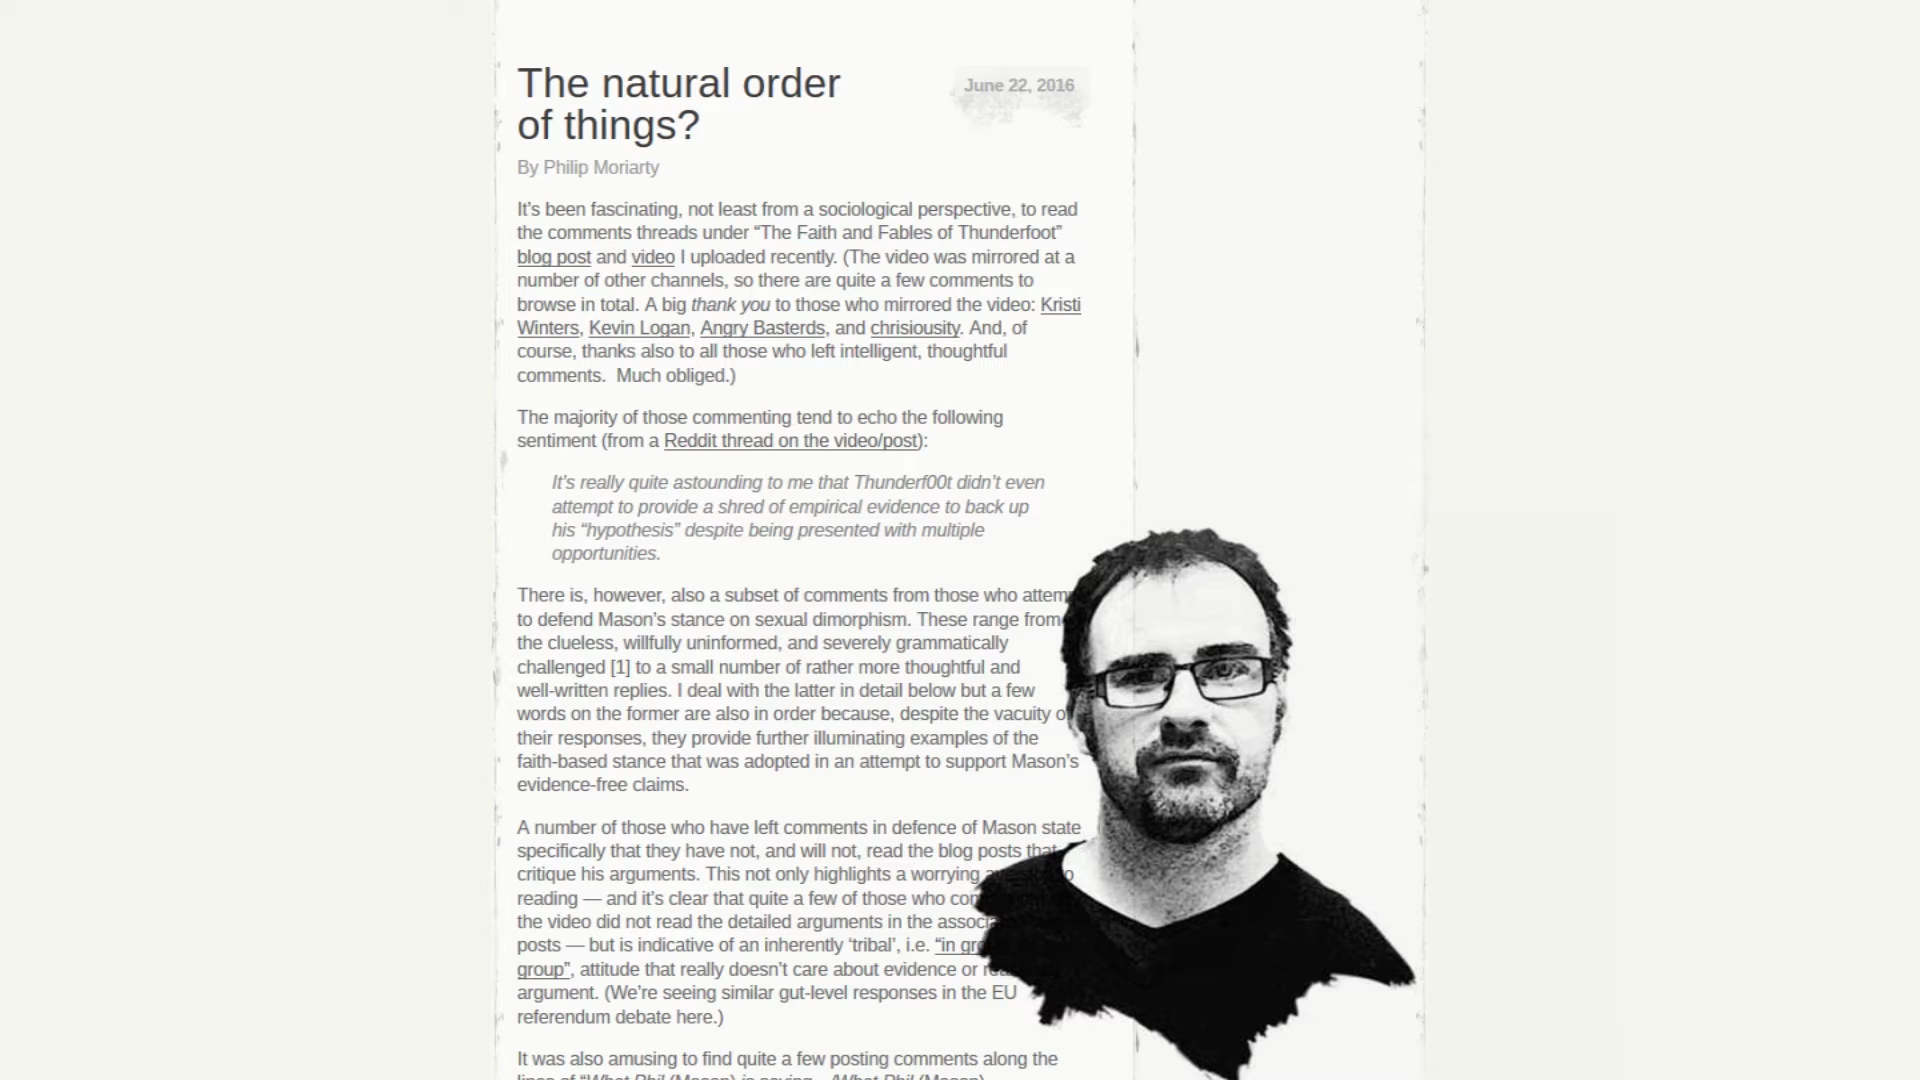 The natural order
of things?
June 22, 2016
By Philip Moriarty
It’s been fascinating, not least from a sociological perspective, to read
the comments threads under “The Faith and Fables of Thunderfoot”
blog post and video I uploaded recently. (The video was mirrored at a
number of other channels, so there are quite a few comments to
browse in total. A big thank you to those who mirrored the video: Kristi
Winters, Kevin Logan, Angry Basterds, and chrisiousity. And, of
course, thanks also to all those who left intelligent, thoughtful
comments.  Much obliged.)
The majority of those commenting tend to echo the following
sentiment (from a Reddit thread on the video/post):
It’s really quite astounding to me that Thunderf00t didn’t even
attempt to provide a shred of empirical evidence to back up
his “hypothesis” despite being presented with multiple
opportunities.
There is, however, also a subset of comments from those who attem
to defend Mason’s stance on sexual dimorphism. These range from
the clueless, willfully uninformed, and severely grammatically
challenged [1] to a small number of rather more thoughtful and
well-written replies. I deal with the latter in detail below but a few
words on the former are also in order because, despite the vacuity of
their responses, they provide further illuminating examples of the
faith-based stance that was adopted in an attempt to support Mason’s
evidence-free claims.
A number of those who have left comments in defence of Mason state
specifically that they have not, and will not, read the blog posts that
critique his arguments. This not only highlights a worrying
reading — and it’s clear that quite a few of those who
the video did not read the detailed arguments in the
posts — but is indicative of an inherently ‘tribal’, i.e. “in
group”, attitude that really doesn’t care about evidence or
argument. (We’re seeing similar gut-level responses in the EU
referendum debate here.)
It was also amusing to find quite a few posting comments along the
lines of “What Phil (Mason) is saying